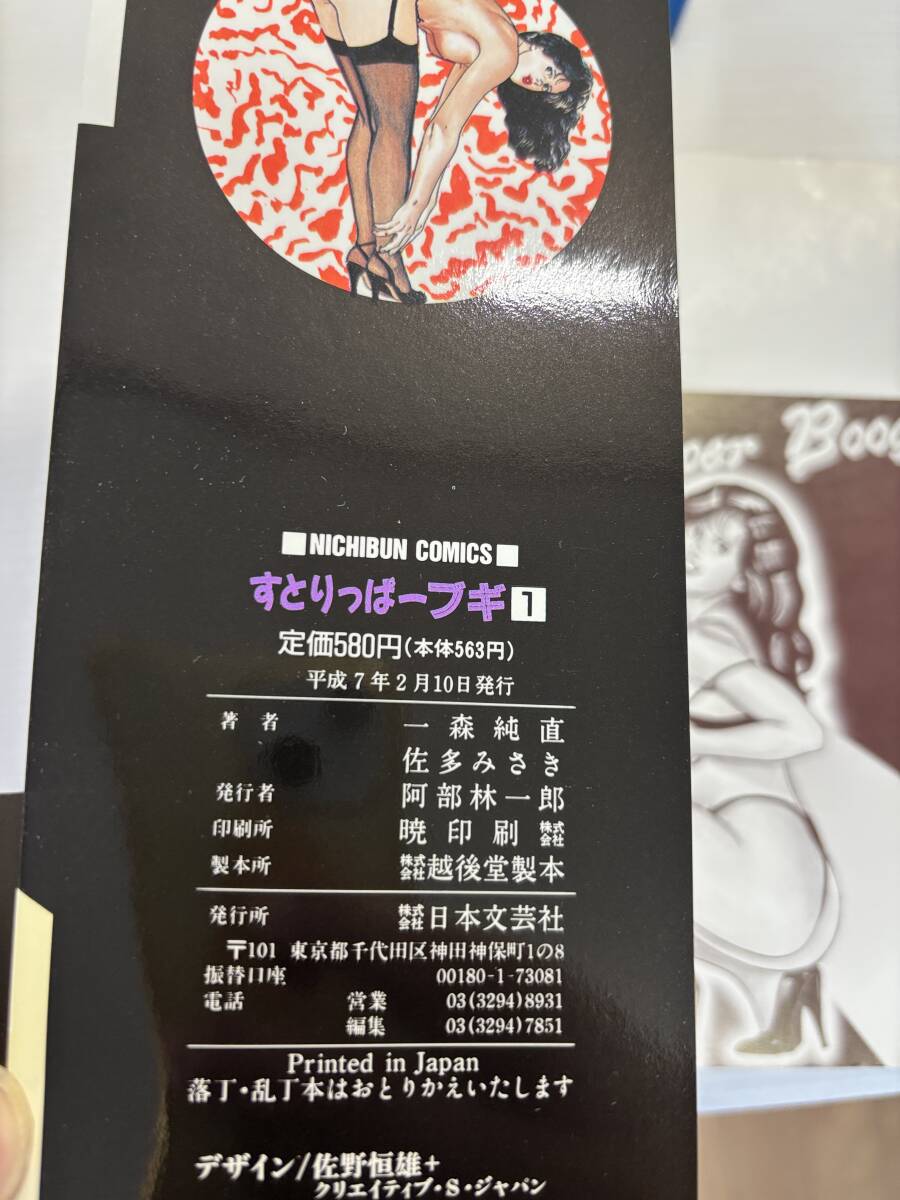 ■NICHIBUN COMICS■
すとりっぱーブギ1
定価580円(本体563円)
平成7年2月10日発行
著者 一森純直
佐多みさき
発行者 阿部林一郎
印刷所 暁印刷株式会社
製本所 株式会社越後堂製本
発行所 株式会社日本文芸社
〒101 東京都千代田区神田神保町1の8
振替口座 00180-1-73081
電話 営業 03(3294)8931
編集 03(3294)7851
Printed in Japan
落丁・乱丁本はおとりかえいたします
デザイン/佐野恒雄+
クリエイティブ・S・ジャパン